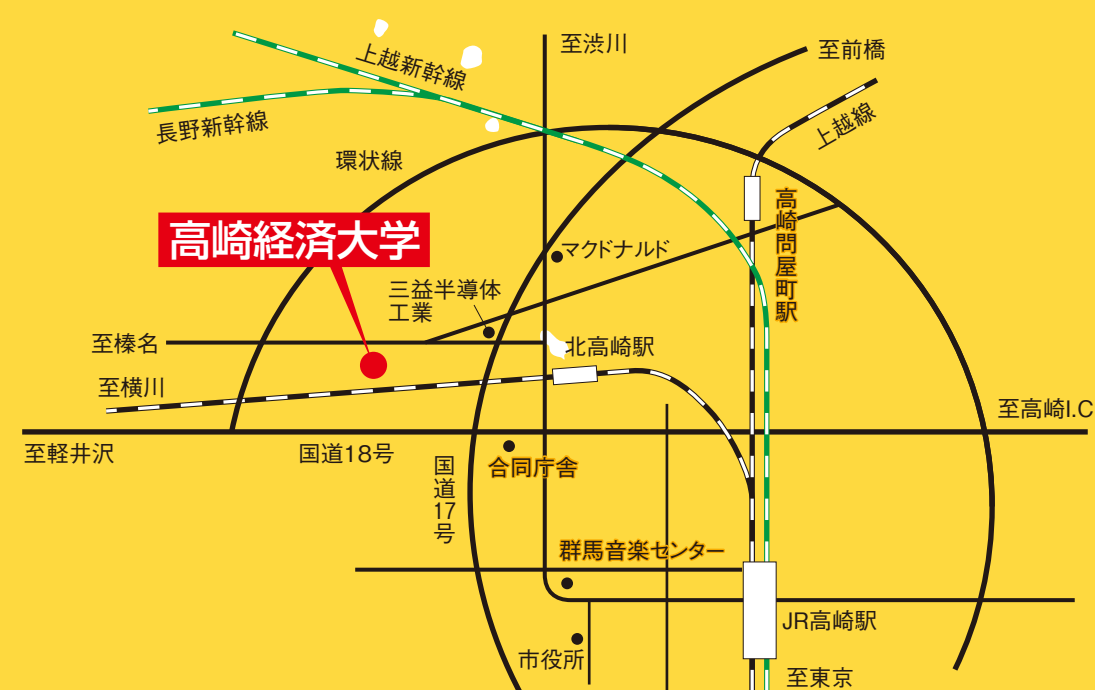 至渋川
至前橋
上越新幹線
長野新幹線
上越線
環状線
高崎経済大学
高崎問屋町駅
マクドナルド
三益半導体
工業
至榛名
北高崎駅
至横川
至高崎I.C
至軽井沢
国道18号
国道17号
合同庁舎
群馬音楽センター
JR高崎駅
市役所
至東京